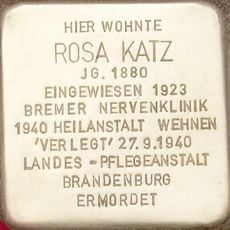 HIER WOHNTE
ROSA KATZ
JG. 1880
EINGEWIESEN 1923
BREMER NERVENKLINIK
1940 HEILANSTALT WEHNEN
'VERLEGT' 27.9.1940
LANDES - PFLEGEANSTALT
BRANDENBURG
ERMORDET